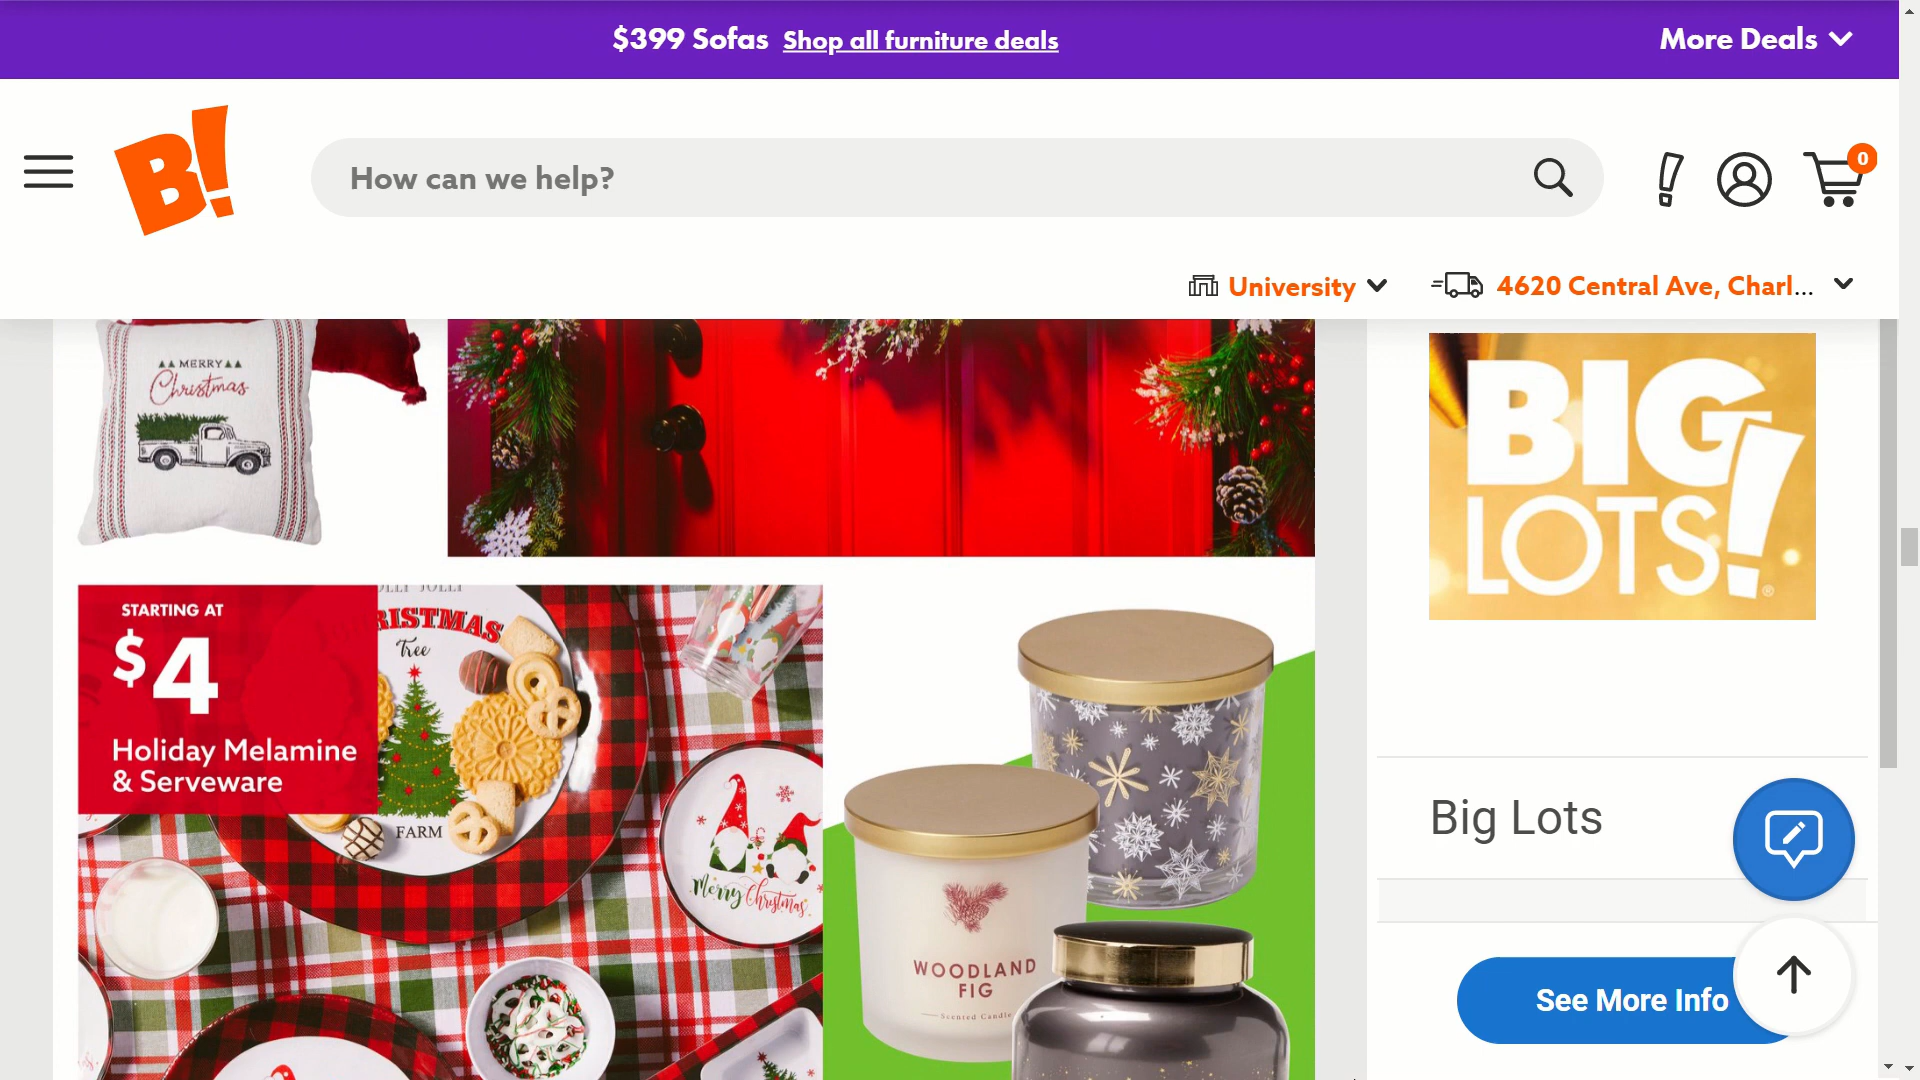 $399 Sofas Shop all furniture deals
More Deals
B!
How can we help?
0
University
4620 Central Ave, Charl...
MERRY
Christmas
BIG
LOTS!
®
STARTING AT
$4
Holiday Melamine
& Serveware
CHRISTMAS
Tree
FARM
Merry Christmas
WOODLAND
FIG
Scented Candle
Big Lots
See More Info